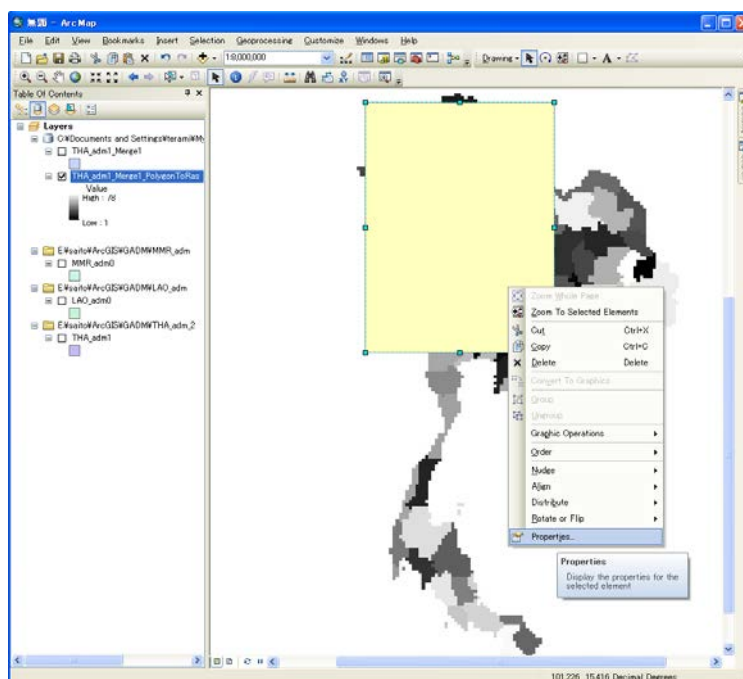 無題 - ArcMap
File Edit View Bookmarks Insert Selection Geoprocessing Customize Windows Help
1:8,000,000
Drawing
Table Of Contents
Layers
C:¥Documents and Settings¥terami¥My
THA_adm1_Merge1
THA_adm1_Merge1_PolygonToRas
Value
High : 78
Low : 1
E:¥saito¥ArcGIS¥GADM¥MMR_adm
MMR_adm0
E:¥saito¥ArcGIS¥GADM¥LAO_adm
LAO_adm0
E:¥saito¥ArcGIS¥GADM¥THA_adm_2
THA_adm1
Zoom Whole Page
Zoom To Selected Elements
Cut Ctrl+X
Copy Ctrl+C
Delete Delete
Convert To Graphics
Group
Ungroup
Graphic Operations
Order
Nudge
Align
Distribute
Rotate or Flip
Properties...
Properties
Display the properties for the
selected element
101.226 15.416 Decimal Degrees